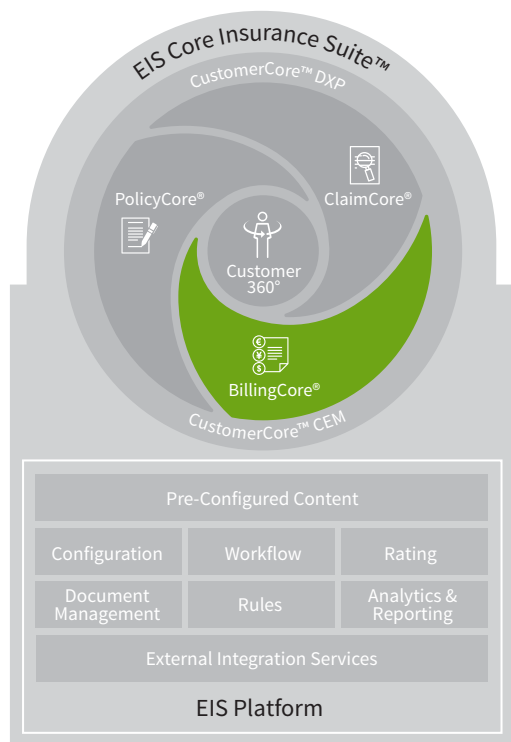 EIS Core Insurance Suite™
CustomerCore™ DXP
PolicyCore®
ClaimCore®
Customer
360°
€
¥
$
BillingCore®
CustomerCore™ CEM
Pre-Configured Content
Configuration
Workflow
Rating
Document
Management
Rules
Analytics &
Reporting
External Integration Services
EIS Platform